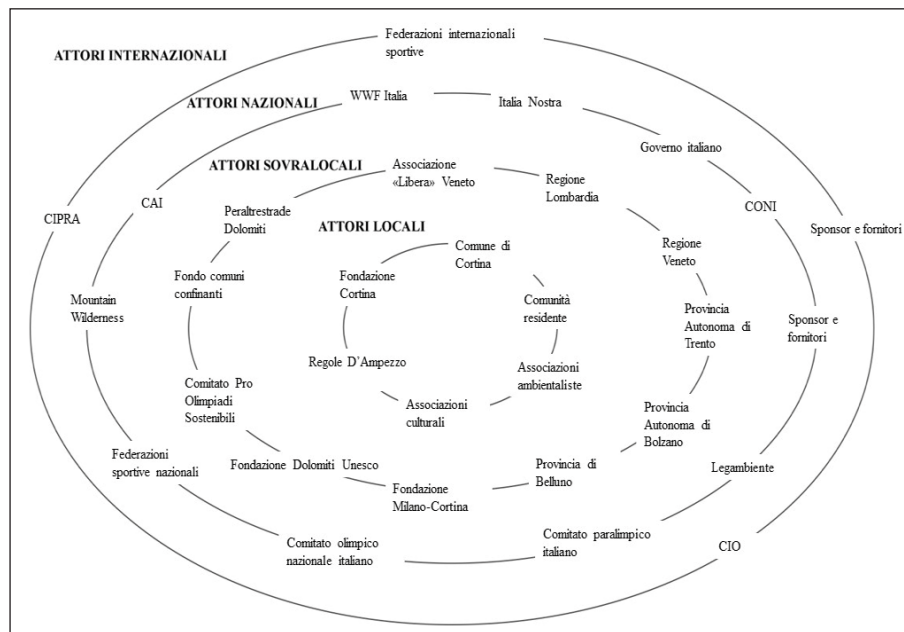 Federazioni internazionali
sportive
ATTORI INTERNAZIONALI
ATTORI NAZIONALI
WWF Italia
Italia Nostra
Governo italiano
ATTORI SOVRALOCALI
Associazione
«Libera» Veneto
Regione
Lombardia
CAI
CONI
CIPRA
Peraltrestrade
Dolomiti
Sponsor e fornitori
ATTORI LOCALI
Comune di
Cortina
Regione
Veneto
Fondo comuni
confinanti
Fondazione
Cortina
Comunità
residente
Mountain
Wilderness
Provincia
Autonoma di
Trento
Sponsor e
fornitori
Regole D'Ampezzo
Associazioni
ambientaliste
Comitato Pro
Olimpiadi
Sostenibili
Associazioni
culturali
Provincia
Autonoma di
Bolzano
Federazioni
sportive nazionali
Fondazione Dolomiti Unesco
Provincia di
Belluno
Legambiente
Fondazione
Milano-Cortina
Comitato olimpico
nazionale italiano
Comitato paralimpico
italiano
CIO